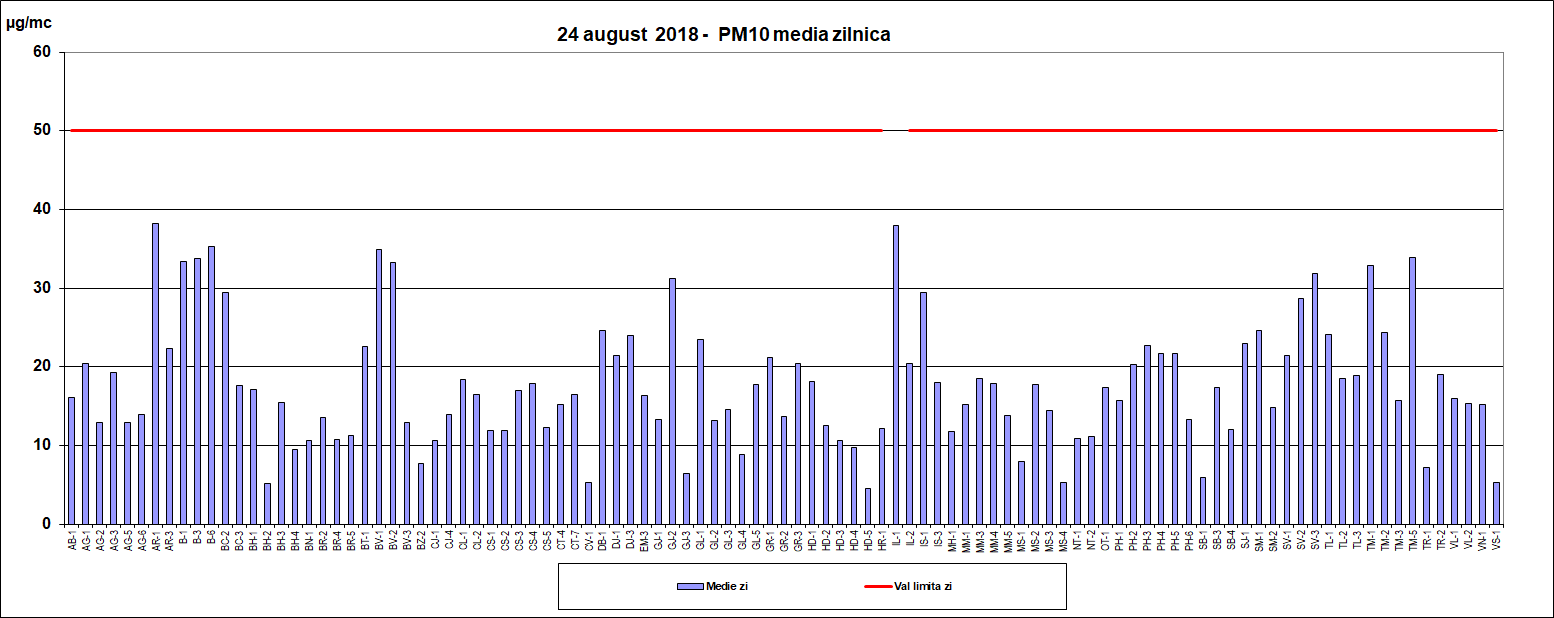 µg/mc
24 august 2018 - PM10 media zilnica
60
50
40
30
20
10
0
AB-1 AG-1 AG-2 AG-3 AG-5 AG-6 AR-1 AR-3 B-1 B-3 B-6 BC-2 BC-3 BH-1 BH-2 BH-3 BH-4 BN-1 BR-2 BR-4 BR-5 BT-1 BV-1 BV-2 BV-3 BZ-2 CJ-1 CJ-4 CL-1 CL-2 CS-1 CS-2 CS-3 CS-4 CS-5 CT-4 CT-7 CV-1 DB-1 DJ-1 DJ-3 EM-3 GJ-1 GJ-2 GJ-3 GL-1 GL-2 GL-3 GL-4 GL-5 GR-1 GR-2 GR-3 HD-1 HD-2 HD-3 HD-4 HD-5 HR-1 IL-1 IL-2 IS-1 IS-3 MH-1 MM-1 MM-3 MM-4 MM-5 MS-1 MS-2 MS-3 MS-4 NT-1 NT-2 OT-1 PH-1 PH-2 PH-3 PH-4 PH-5 PH-6 SB-1 SB-3 SB-4 SJ-1 SM-1 SM-2 SV-1 SV-2 SV-3 TL-1 TL-2 TL-3 TM-1 TM-2 TM-3 TM-5 TR-1 TR-2 VL-1 VL-2 VN-1 VS-1
Medie zi Val limita zi